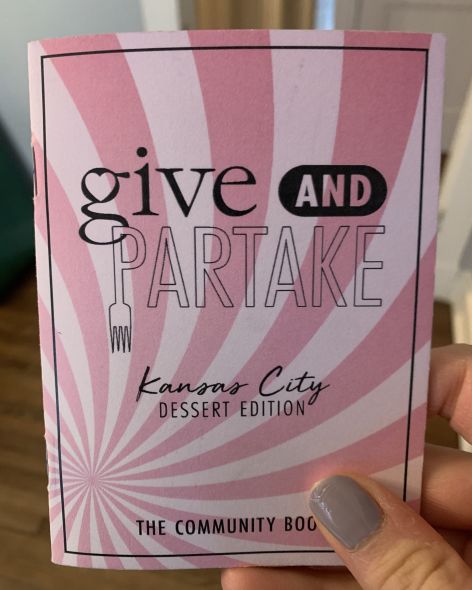 give AND
PARTAKE
Kansas City
DESSERT EDITION
THE COMMUNITY